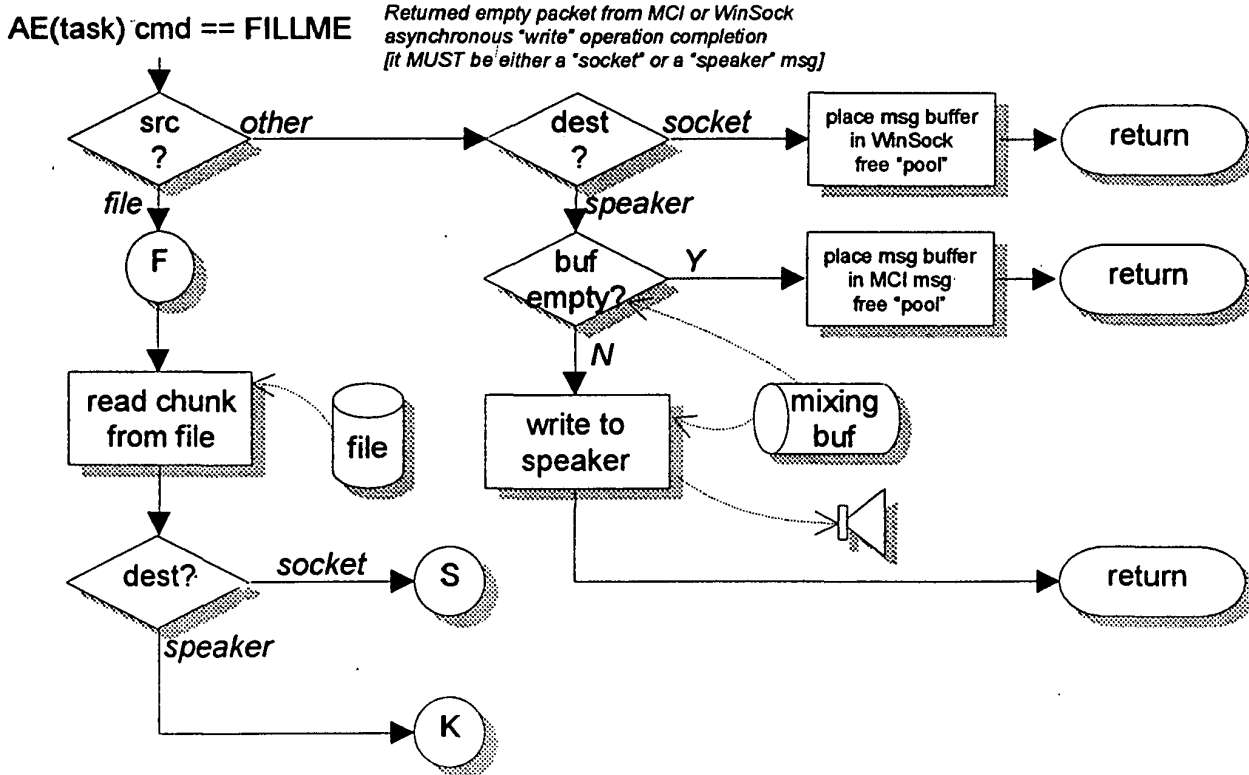 AE(task) cmd == FILLME
Returned empty packet from MCI or WinSock
asynchronous "write" operation completion
[it MUST be either a "socket" or a "speaker" msg]
src
?
other
dest
?
socket
place msg buffer
in WinSock
free "pool"
return
file
speaker
F
buf
empty?
Y
place msg buffer
in MCI msg
free "pool"
return
N
read chunk
from file
file
write to
speaker
mixing
buf
dest?
socket
S
return
speaker
K